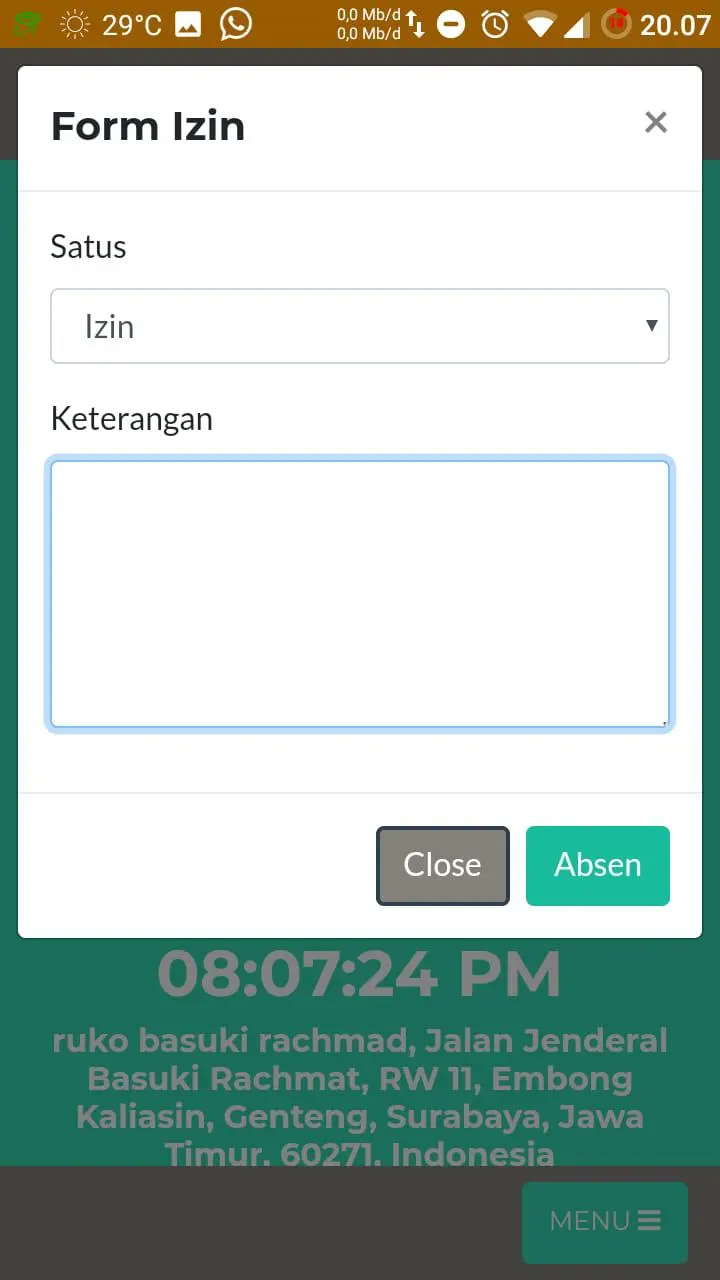 29°C 0,0 Mb/d 20.07
0,0 Mb/d
Form Izin ×
Satus
Izin
Keterangan
Close Absen
08:07:24 PM
ruko basuki rachmad, Jalan Jenderal
Basuki Rachmat, RW 11, Embong
Kaliasin, Genteng, Surabaya, Jawa
Timur, 60271, Indonesia
MENU